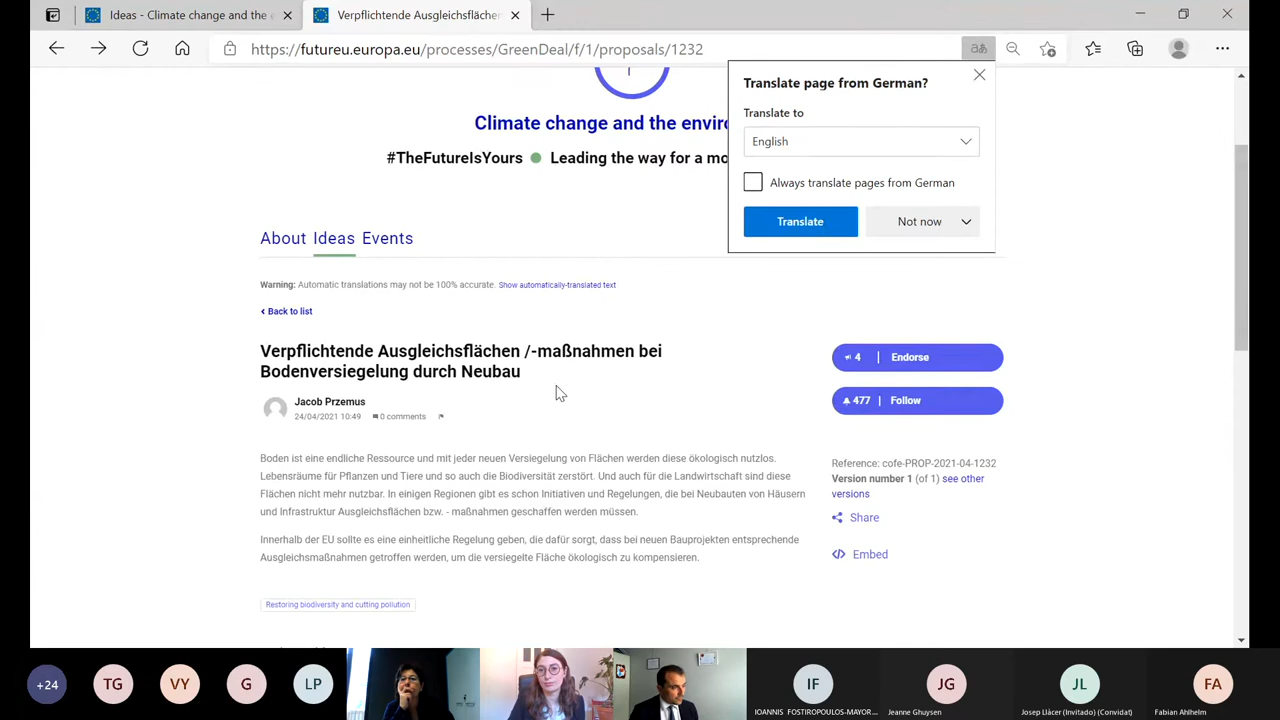 Ideas - Climate change and the e
Verpflichtende Ausgleichsflächen
https://futureu.europa.eu/processes/GreenDeal/f/1/proposals/1232
Translate page from German?
Translate to
English
Always translate pages from German
Translate
Not now
Climate change and the enviro
#TheFutureIsYours
Leading the way for a mo
About Ideas Events
Warning: Automatic translations may not be 100% accurate. Show automatically-translated text
Back to list
Verpflichtende Ausgleichsflächen /-maßnahmen bei
Bodenversiegelung durch Neubau
Jacob Przemus
24/04/2021 10:49 0 comments
4 | Endorse
477 | Follow
Boden ist eine endliche Ressource und mit jeder neuen Versiegelung von Flächen werden diese ökologisch nutzlos.
Lebensräume für Pflanzen und Tiere und so auch die Biodiversität zerstört. Und auch für die Landwirtschaft sind diese
Flächen nicht mehr nutzbar. In einigen Regionen gibt es schon Initiativen und Regelungen, die bei Neubauten von Häusern
und Infrastruktur Ausgleichsflächen bzw. - maßnahmen geschaffen werden müssen.
Innerhalb der EU sollte es eine einheitliche Regelung geben, die dafür sorgt, dass bei neuen Bauprojekten entsprechende
Ausgleichsmaßnahmen getroffen werden, um die versiegelte Fläche ökologisch zu kompensieren.
Restoring biodiversity and cutting pollution
Reference: cofe-PROP-2021-04-1232
Version number 1 (of 1) see other
versions
Share
Embed
+24
TG
VY
G
LP
IF
JG
JL
FA
IOANNIS FOSTIROPOULOS-MAYOR...
Jeanne Ghuysen
Josep Llàcer (Invitado) (Convidat)
Fabian Ahlhelm